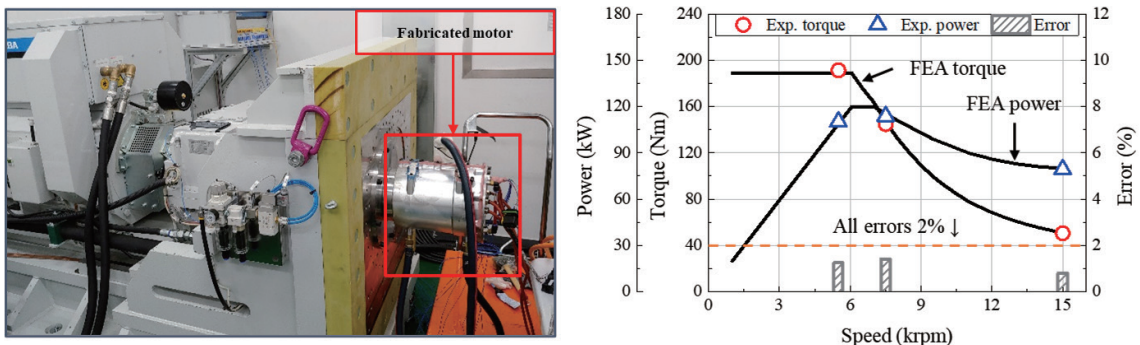 BA
Fabricated motor
180
240
12
Exp. torque
Exp. power
Error
150
200
10
FEA torque
FEA power
120
160
8
90
120
6
60
80
4
All errors 2% ↓
30
40
2
0
0
0
0
3
6
9
12
15
Power (kW)
Torque (Nm)
Error (%)
Speed (krpm)